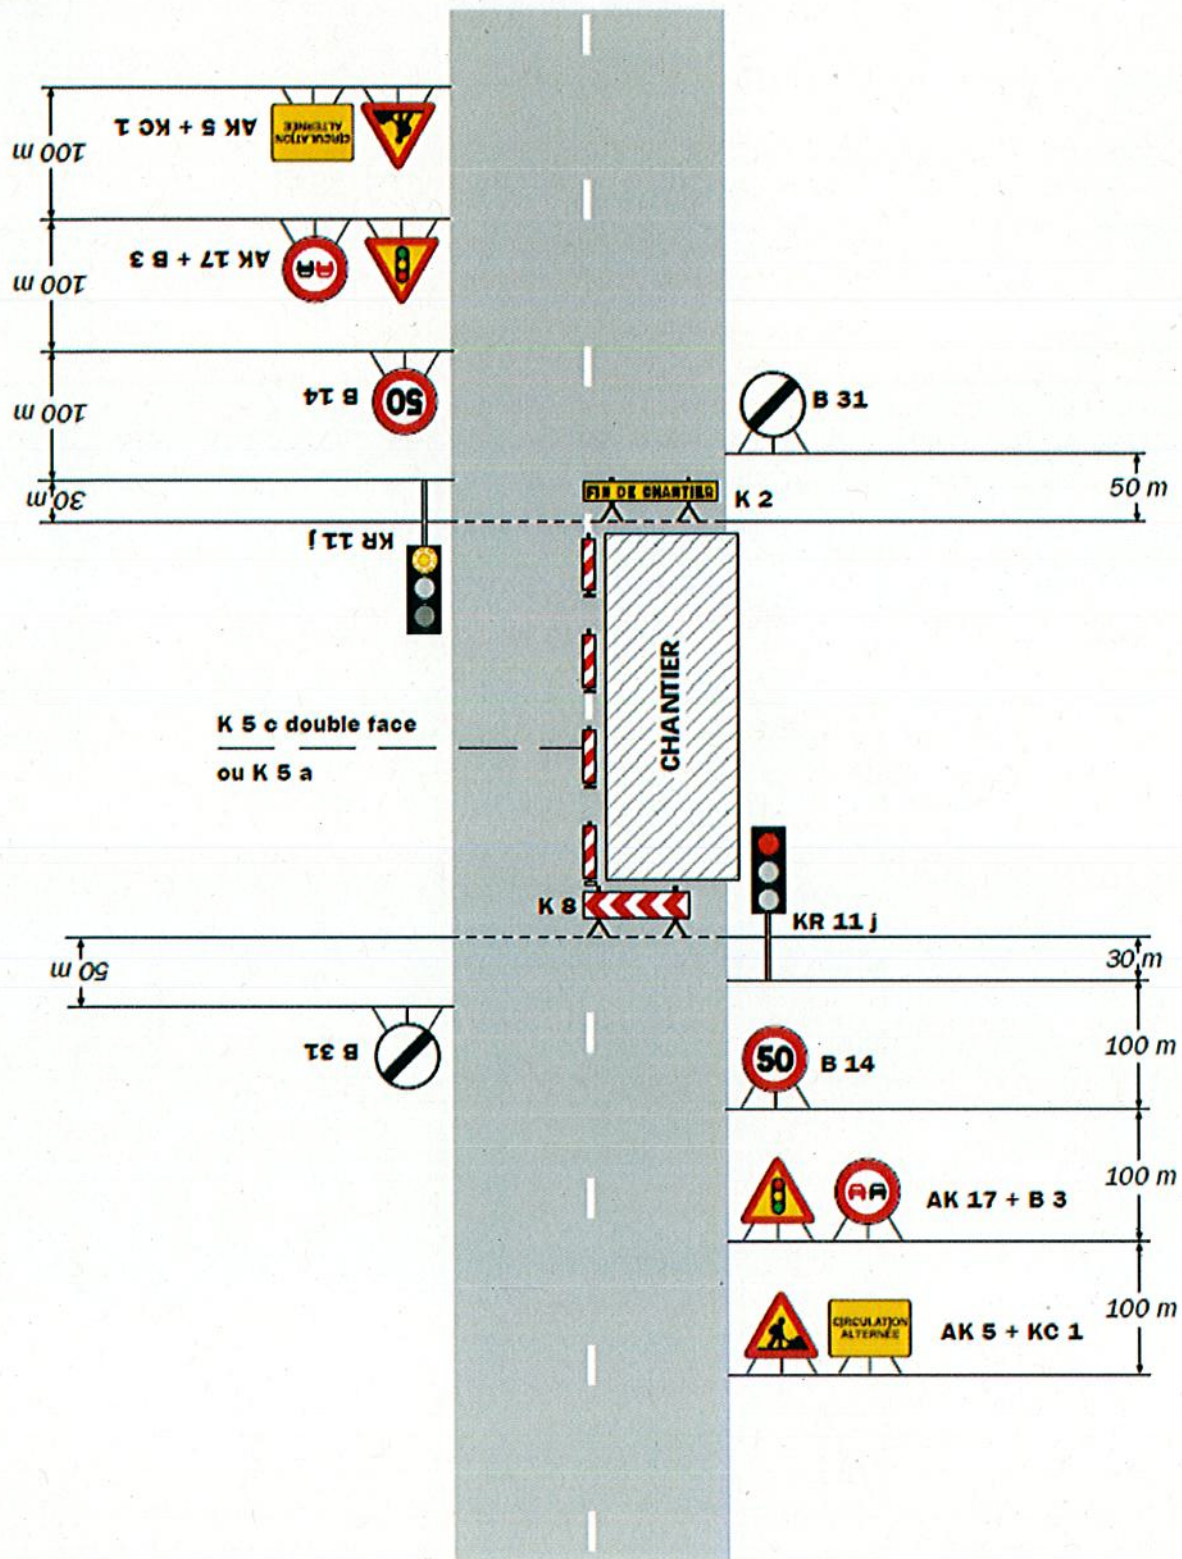 AK 5 + KC 1
CIRCULATION
ALTERNÉE
100 m
AK 17 + B 3
100 m
B 14
50
100 m
B 31
30 m
50 m
FIN DE CHANTIER
K 2
KR 11 j
CHANTIER
K 5 c double face
ou K 5 a
K 8
KR 11 j
50 m
30 m
B 31
50
B 14
100 m
AK 17 + B 3
100 m
CIRCULATION
ALTERNÉE
AK 5 + KC 1
100 m